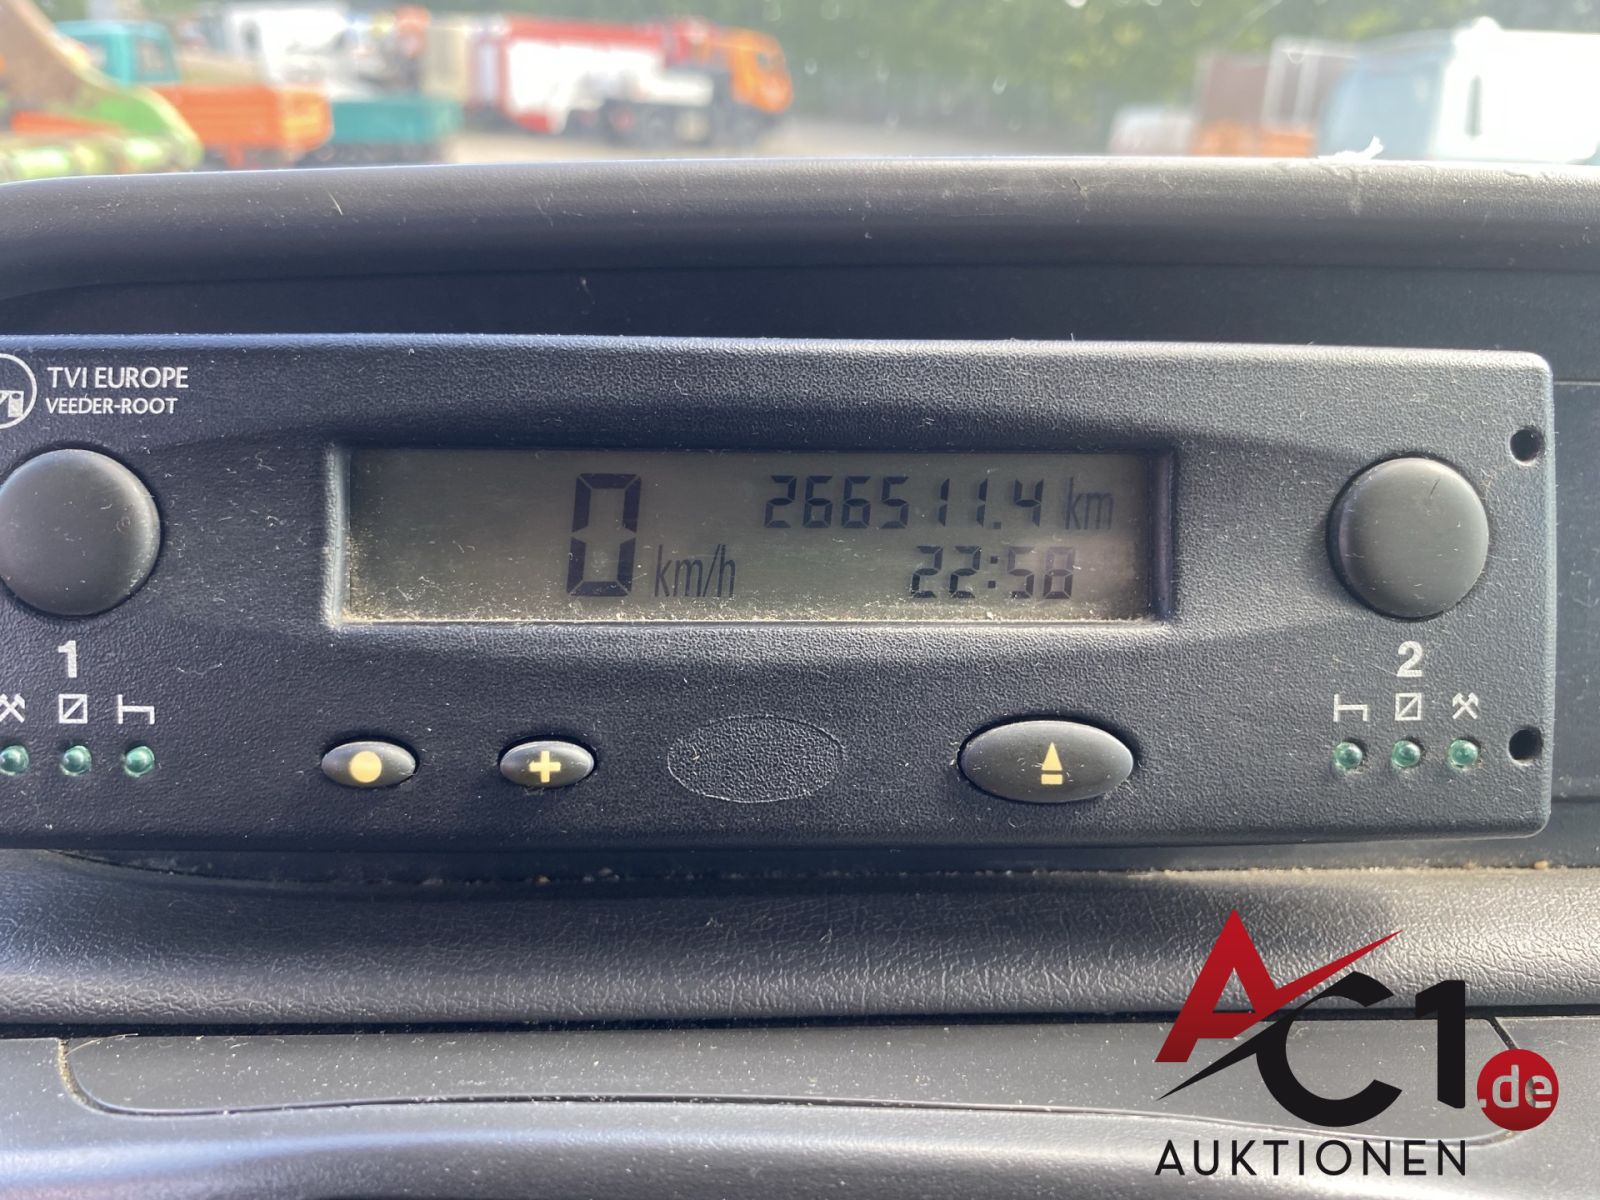 TVI EUROPE
VEEDER-ROOT
0 km/h
266511.4 km
22:58
1
2
AC1.de
AUKTIONEN